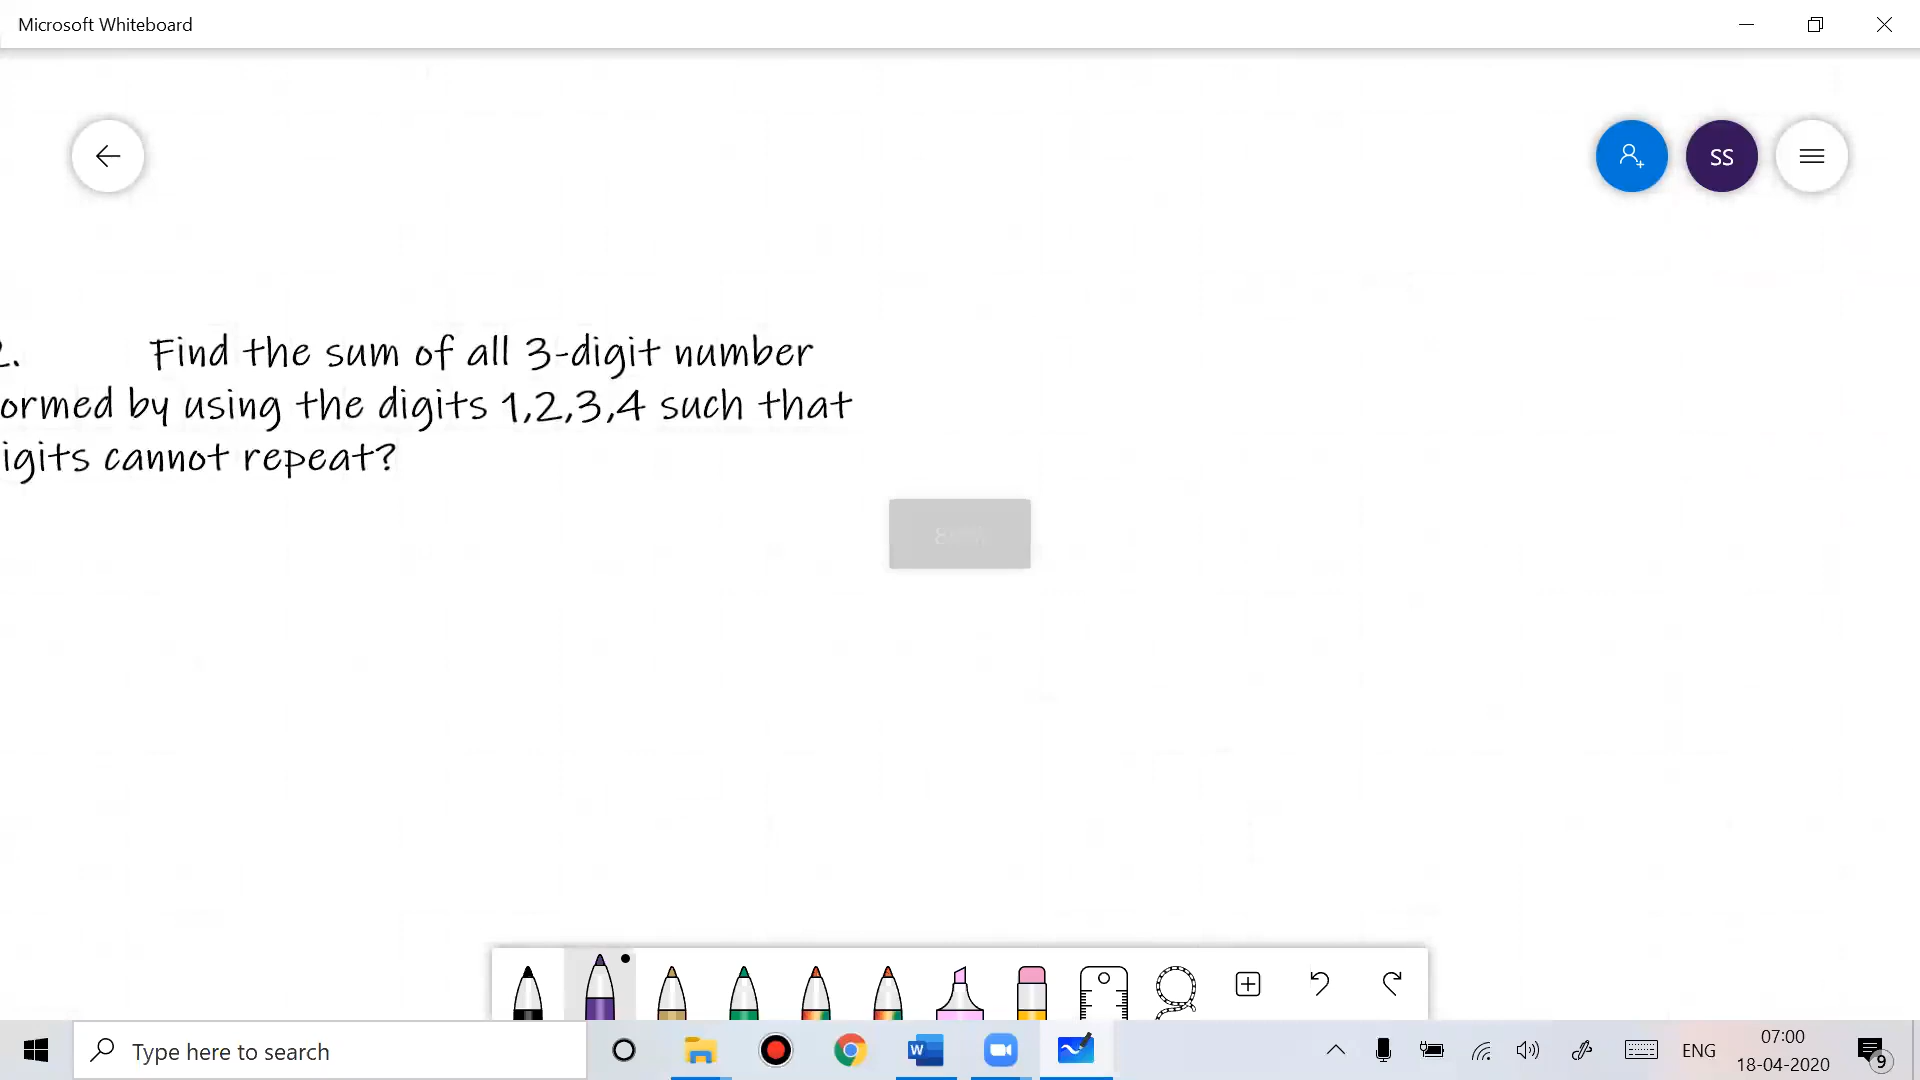 Microsoft Whiteboard
SS
2. Find the sum of all 3-digit number
ormed by using the digits 1,2,3,4 such that
igits cannot repeat?
Type here to search
ENG
07:00
18-04-2020
9